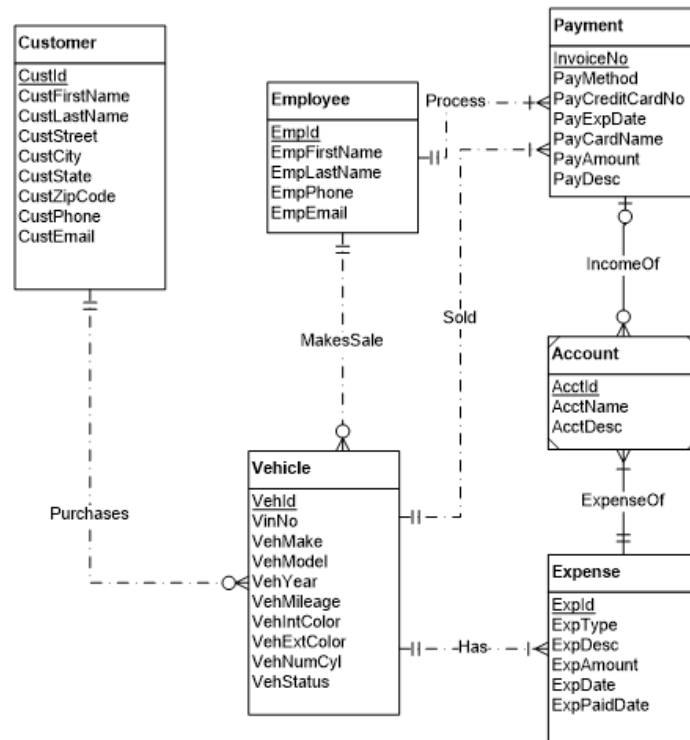 Customer
CustId
CustFirstName
CustLastName
CustStreet
CustCity
CustState
CustZipCode
CustPhone
CustEmail
Employee
EmpId
EmpFirstName
EmpLastName
EmpPhone
EmpEmail
Process
Payment
InvoiceNo
PayMethod
PayCreditCardNo
PayExpDate
PayCardName
PayAmount
PayDesc
IncomeOf
Sold
MakesSale
Account
AcctId
AcctName
AcctDesc
Purchases
Vehicle
VehId
VinNo
VehMake
VehModel
VehYear
VehMileage
VehIntColor
VehExtColor
VehNumCyl
VehStatus
ExpenseOf
Has
Expense
ExpId
ExpType
ExpDesc
ExpAmount
ExpDate
ExpPaidDate